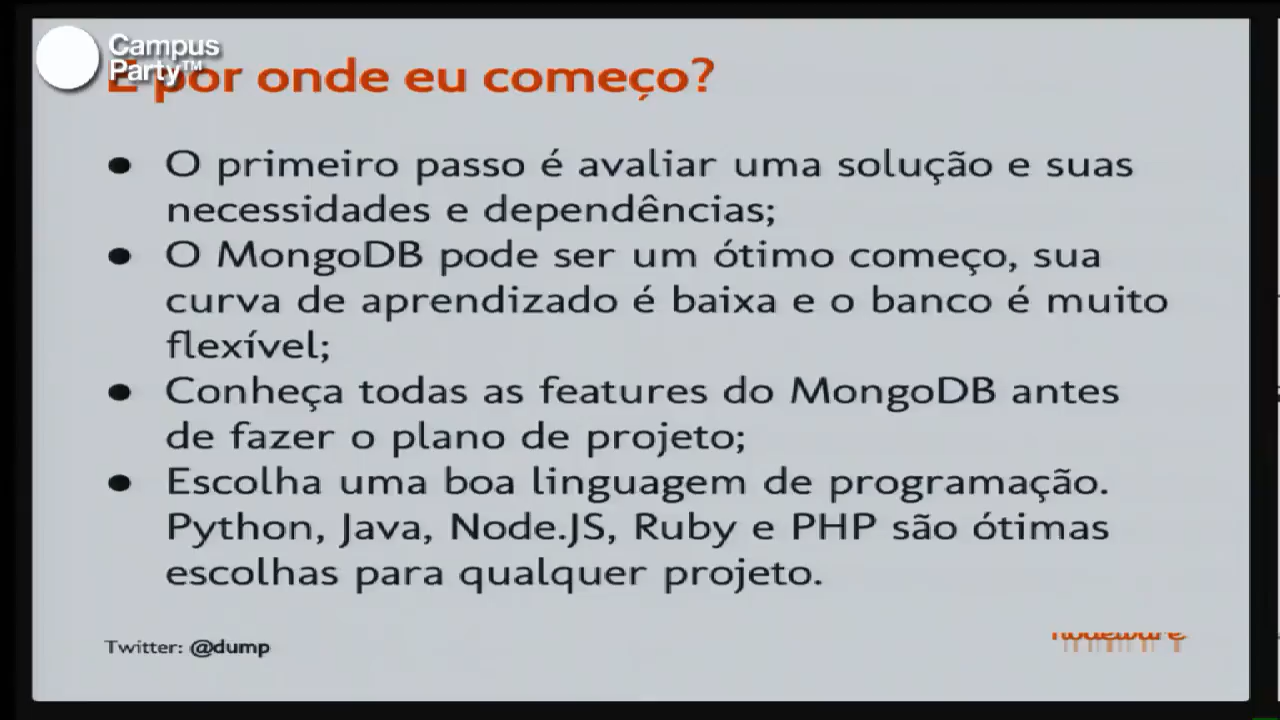 Campus
Party™
E por onde eu começo?
● O primeiro passo é avaliar uma solução e suas
necessidades e dependências;
● O MongoDB pode ser um ótimo começo, sua
curva de aprendizado é baixa e o banco é muito
flexível;
● Conheça todas as features do MongoDB antes
de fazer o plano de projeto;
● Escolha uma boa linguagem de programação.
Python, Java, Node.JS, Ruby e PHP são ótimas
escolhas para qualquer projeto.
Twitter: @dump